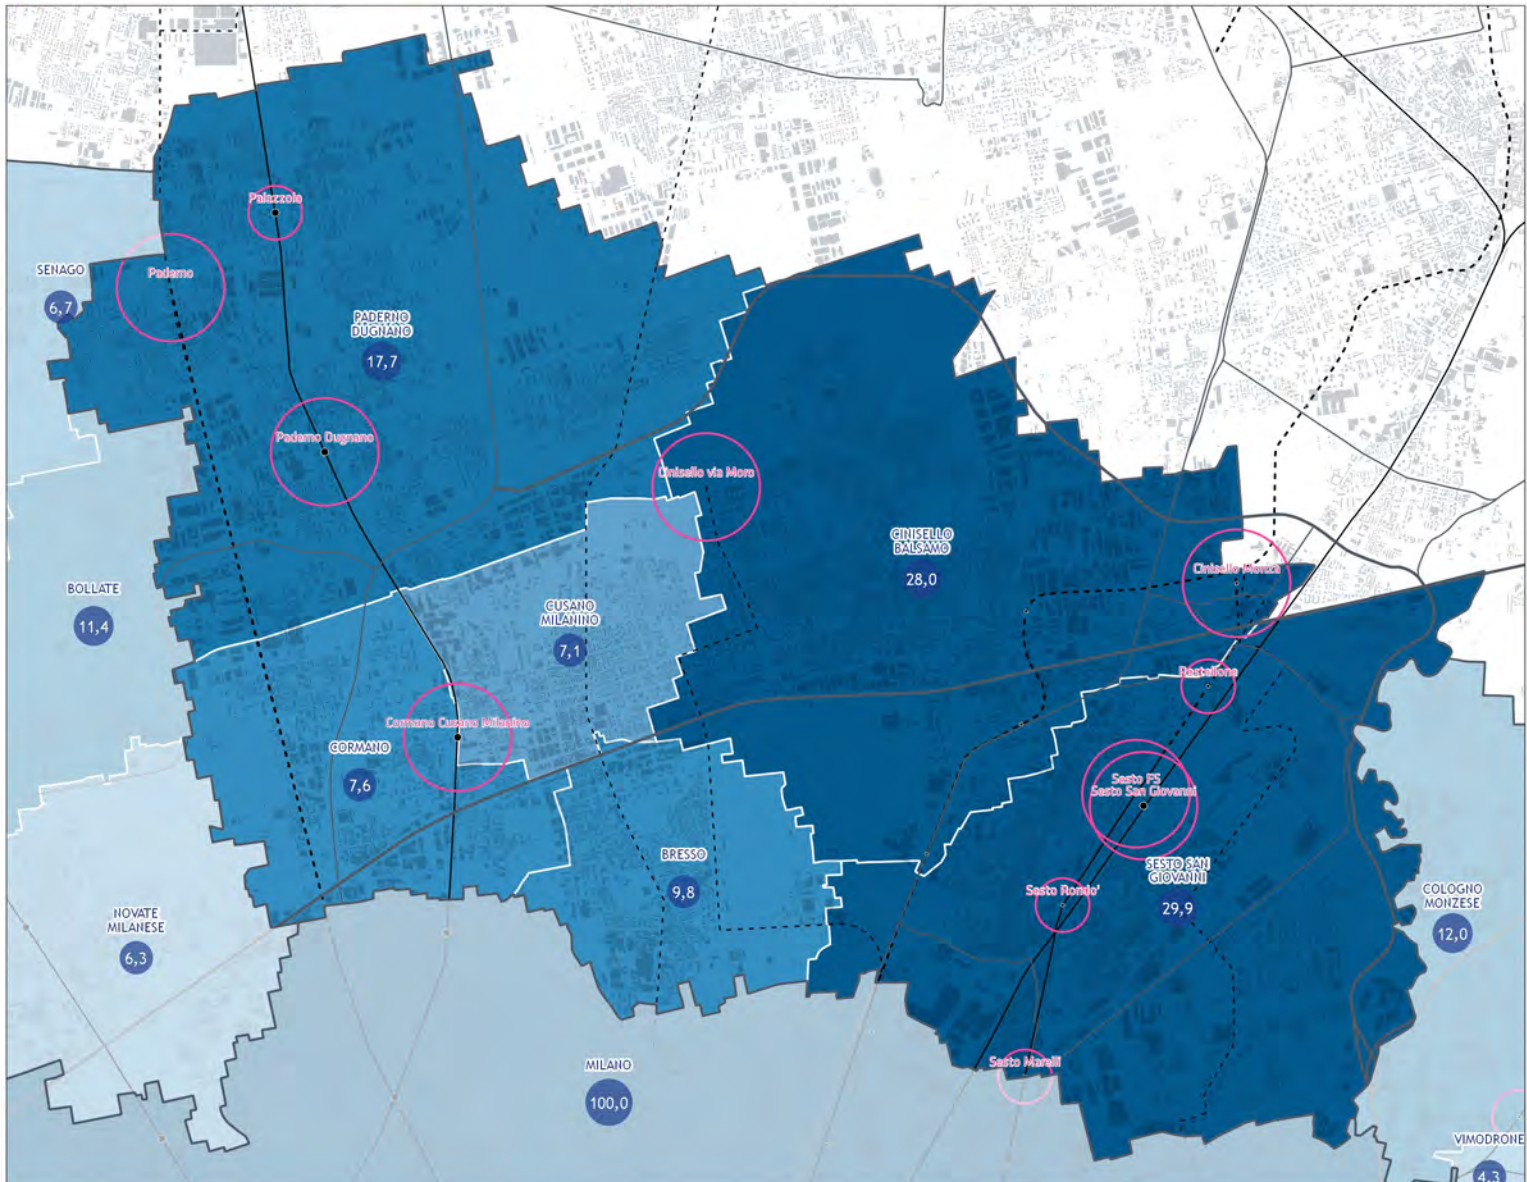 Palazzolo
SENAGO
6,7
Paderno
PADERNO
DUGNANO
17,7
Paderno Dugnano
Cinisello via Moro
CINISELLO
BALSAMO
28,0
Cinisello Monza
BOLLATE
11,4
CUSANO
MILANINO
7,1
Restellone
Cormano Cusano Milanino
CORMANO
7,6
Sesto FS
Sesto San Giovanni
BRESSO
9,8
SESTO SAN
GIOVANNI
29,9
Sesto Rondo'
COLOGNO
MONZESE
12,0
NOVATE
MILANESE
6,3
MILANO
100,0
Sesto Marelli
VIMODRONE
4,3